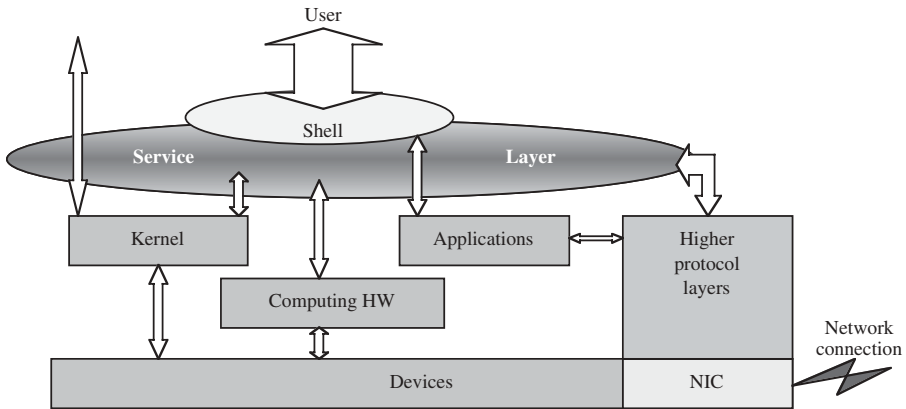 User
Shell
Service Layer
Kernel
Applications
Higher
protocol
layers
Computing HW
Network
connection
Devices
NIC